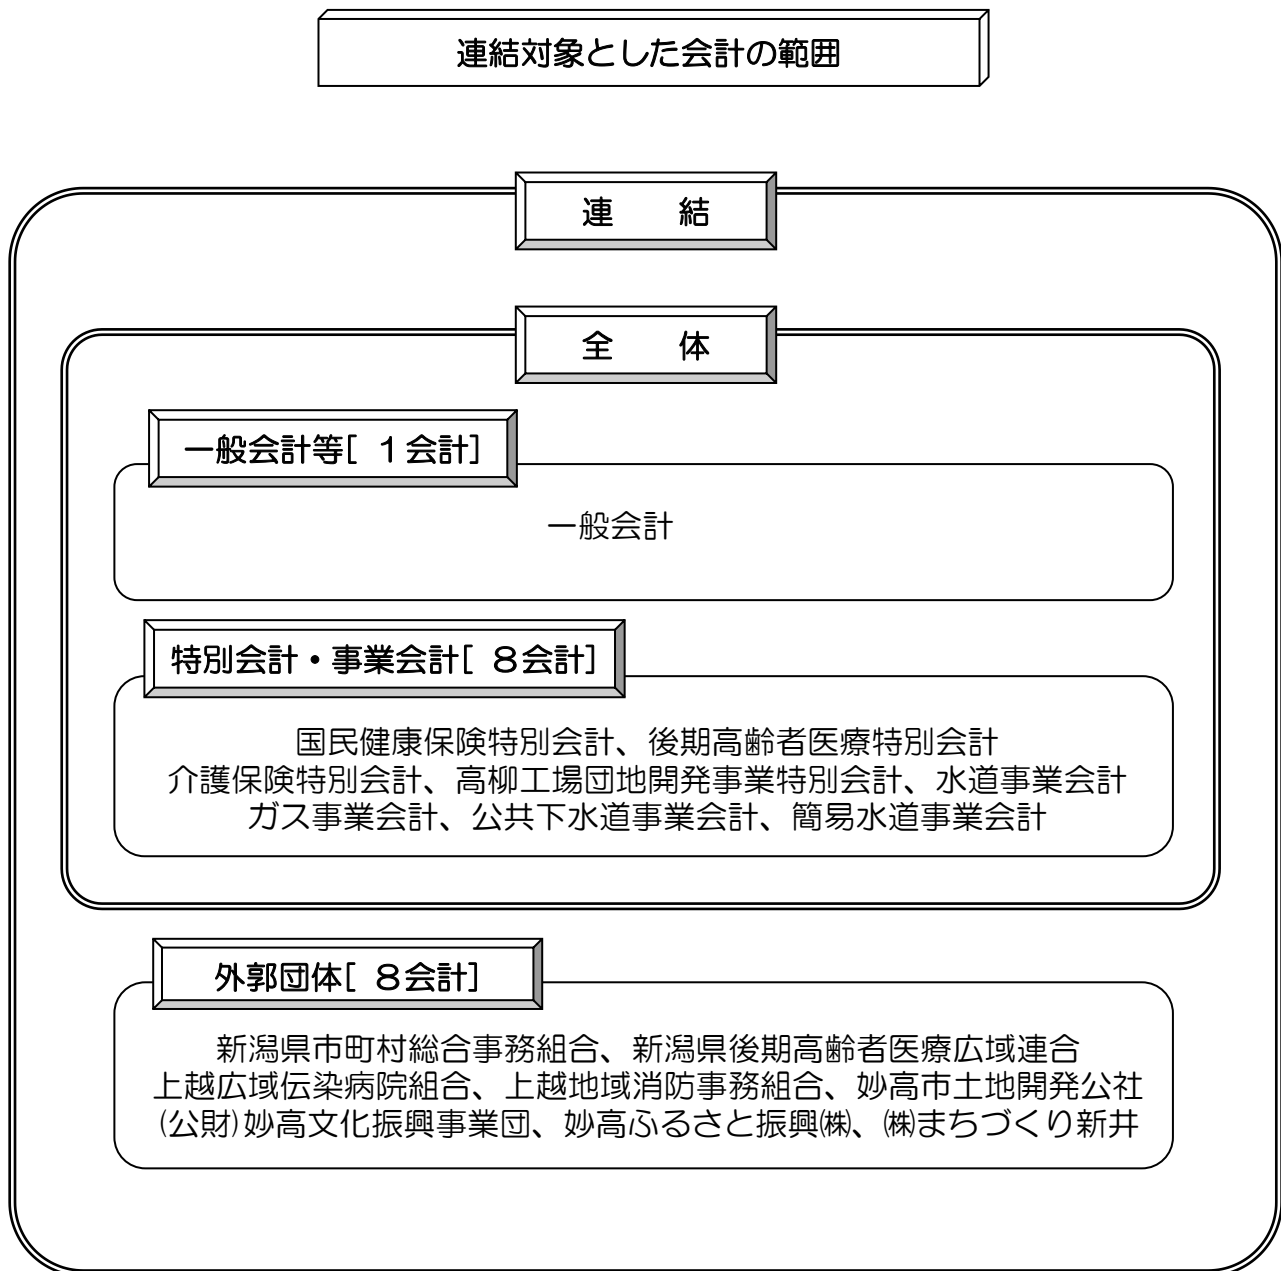 連結対象とした会計の範囲
連　結
全　体
一般会計等[ １会計]
一般会計
特別会計・事業会計[ ８会計]
国民健康保険特別会計、後期高齢者医療特別会計
介護保険特別会計、高柳工場団地開発事業特別会計、水道事業会計
ガス事業会計、公共下水道事業会計、簡易水道事業会計
外郭団体[ ８会計]
新潟県市町村総合事務組合、新潟県後期高齢者医療広域連合
上越広域伝染病院組合、上越地域消防事務組合、妙高市土地開発公社
(公財)妙高文化振興事業団、妙高ふるさと振興㈱、㈱まちづくり新井